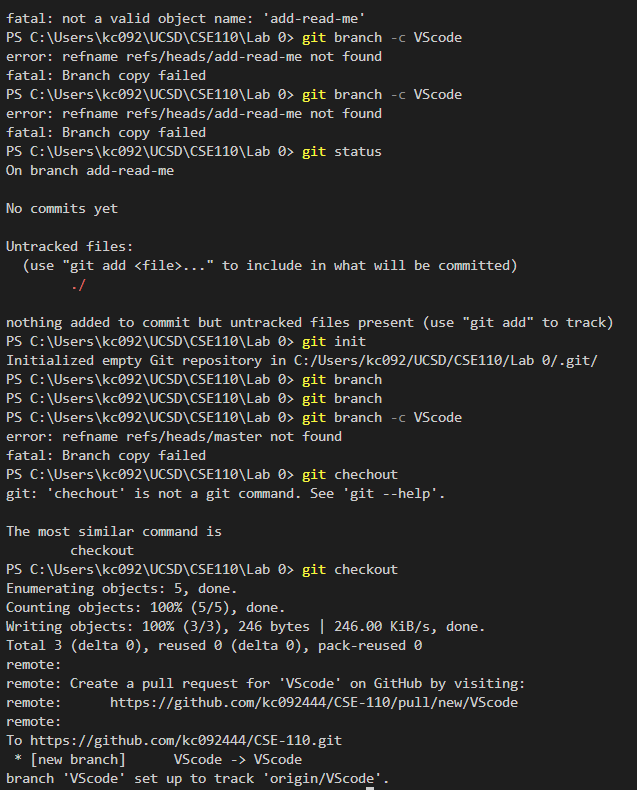 fatal: not a valid object name: 'add-read-me'
PS C:\Users\kc092\UCSD\CSE110\Lab 0> git branch -c VScode
error: refname refs/heads/add-read-me not found
fatal: Branch copy failed
PS C:\Users\kc092\UCSD\CSE110\Lab 0> git branch -c VScode
error: refname refs/heads/add-read-me not found
fatal: Branch copy failed
PS C:\Users\kc092\UCSD\CSE110\Lab 0> git status
On branch add-read-me

No commits yet

Untracked files:
  (use "git add <file>..." to include in what will be committed)
        ./

nothing added to commit but untracked files present (use "git add" to track)
PS C:\Users\kc092\UCSD\CSE110\Lab 0> git init
Initialized empty Git repository in C:/Users/kc092/UCSD/CSE110/Lab 0/.git/
PS C:\Users\kc092\UCSD\CSE110\Lab 0> git branch
PS C:\Users\kc092\UCSD\CSE110\Lab 0> git branch
PS C:\Users\kc092\UCSD\CSE110\Lab 0> git branch -c VScode
error: refname refs/heads/master not found
fatal: Branch copy failed
PS C:\Users\kc092\UCSD\CSE110\Lab 0> git chechout
git: 'chechout' is not a git command. See 'git --help'.

The most similar command is
        checkout
PS C:\Users\kc092\UCSD\CSE110\Lab 0> git checkout
Enumerating objects: 5, done.
Counting objects: 100% (5/5), done.
Writing objects: 100% (3/3), 246 bytes | 246.00 KiB/s, done.
Total 3 (delta 0), reused 0 (delta 0), pack-reused 0
remote:
remote: Create a pull request for 'VScode' on GitHub by visiting:
remote:      https://github.com/kc092444/CSE-110/pull/new/VScode
remote:
To https://github.com/kc092444/CSE-110.git
 * [new branch]      VScode -> VScode
branch 'VScode' set up to track 'origin/VScode'.